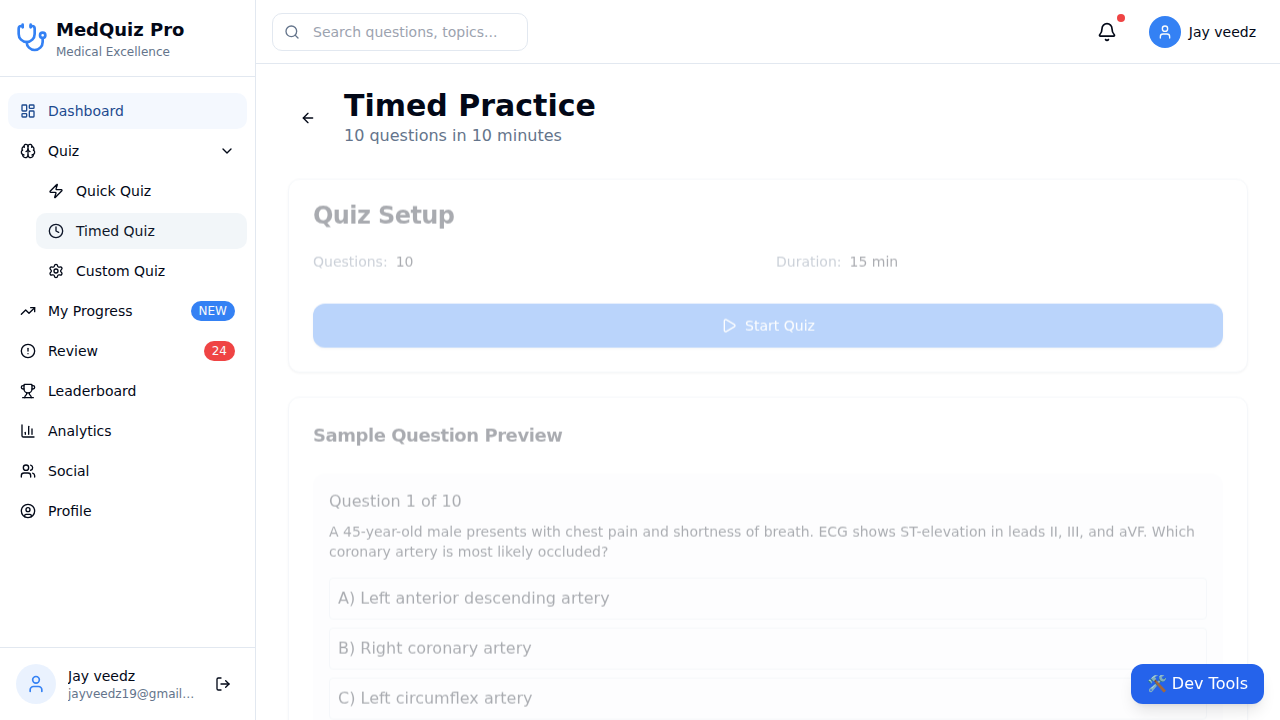 MedQuiz Pro
Medical Excellence
Dashboard
Quiz
Quick Quiz
Timed Quiz
Custom Quiz
My Progress
NEW
Review
24
Leaderboard
Analytics
Social
Profile
Jay veedz
jayveedz19@gmail...
Search questions, topics...
Jay veedz
Timed Practice
10 questions in 10 minutes
Quiz Setup
Questions: 10
Duration: 15 min
Start Quiz
Sample Question Preview
Question 1 of 10
A 45-year-old male presents with chest pain and shortness of breath. ECG shows ST-elevation in leads II, III, and aVF. Which
coronary artery is most likely occluded?
A) Left anterior descending artery
B) Right coronary artery
C) Left circumflex artery
🛠️ Dev Tools